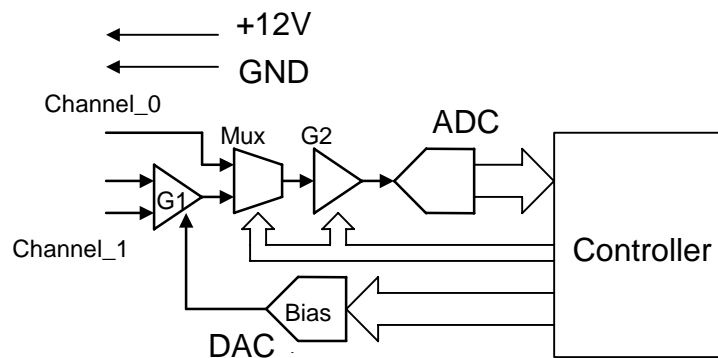 +12V
GND
Channel_0
Mux
G2
ADC
G1
Channel_1
Controller
Bias
DAC